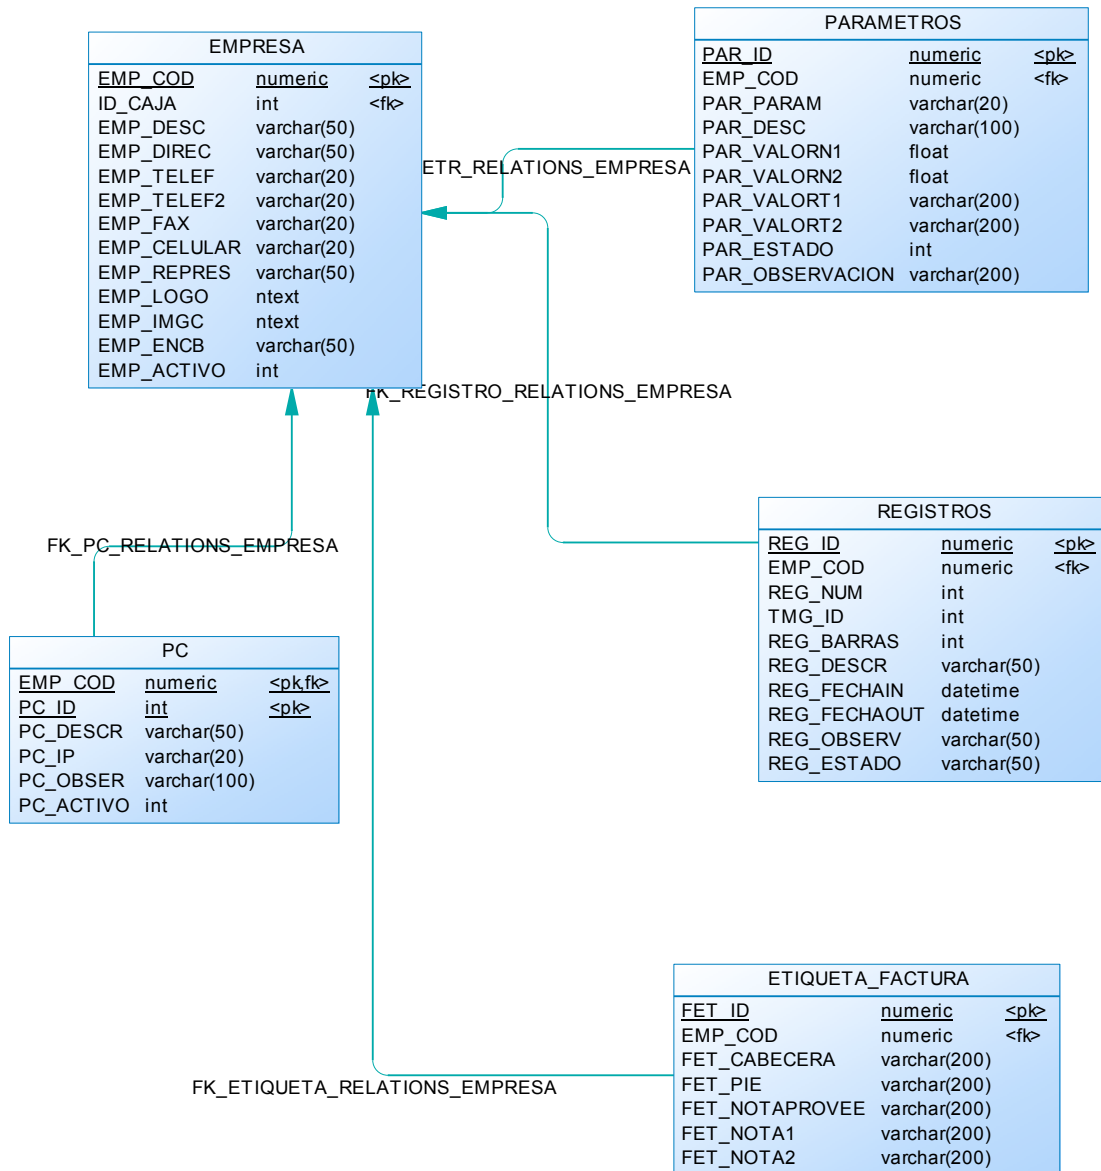 EMPRESA
EMP_COD numeric <pk>
ID_CAJA int <fk>
EMP_DESC varchar(50)
EMP_DIREC varchar(50)
EMP_TELEF varchar(20)
EMP_TELEF2 varchar(20)
EMP_FAX varchar(20)
EMP_CELULAR varchar(20)
EMP_REPRES varchar(50)
EMP_LOGO ntext
EMP_IMGC ntext
EMP_ENCB varchar(50)
EMP_ACTIVO int
PARAMETROS
PAR_ID numeric <pk>
EMP_COD numeric <fk>
PAR_PARAM varchar(20)
PAR_DESC varchar(100)
PAR_VALORN1 float
PAR_VALORN2 float
PAR_VALORT1 varchar(200)
PAR_VALORT2 varchar(200)
PAR_ESTADO int
PAR_OBSERVACION varchar(200)
ETR_RELATIONS_EMPRESA
FK_REGISTRO_RELATIONS_EMPRESA
REGISTROS
REG_ID numeric <pk>
EMP_COD numeric <fk>
REG_NUM int
TMG_ID int
REG_BARRAS int
REG_DESCR varchar(50)
REG_FECHAIN datetime
REG_FECHAOUT datetime
REG_OBSERV varchar(50)
REG_ESTADO varchar(50)
FK_PC_RELATIONS_EMPRESA
PC
EMP_COD numeric <pk,fk>
PC_ID int <pk>
PC_DESCR varchar(50)
PC_IP varchar(20)
PC_OBSER varchar(100)
PC_ACTIVO int
FK_ETIQUETA_RELATIONS_EMPRESA
ETIQUETA_FACTURA
FET_ID numeric <pk>
EMP_COD numeric <fk>
FET_CABECERA varchar(200)
FET_PIE varchar(200)
FET_NOTAPROVEE varchar(200)
FET_NOTA1 varchar(200)
FET_NOTA2 varchar(200)